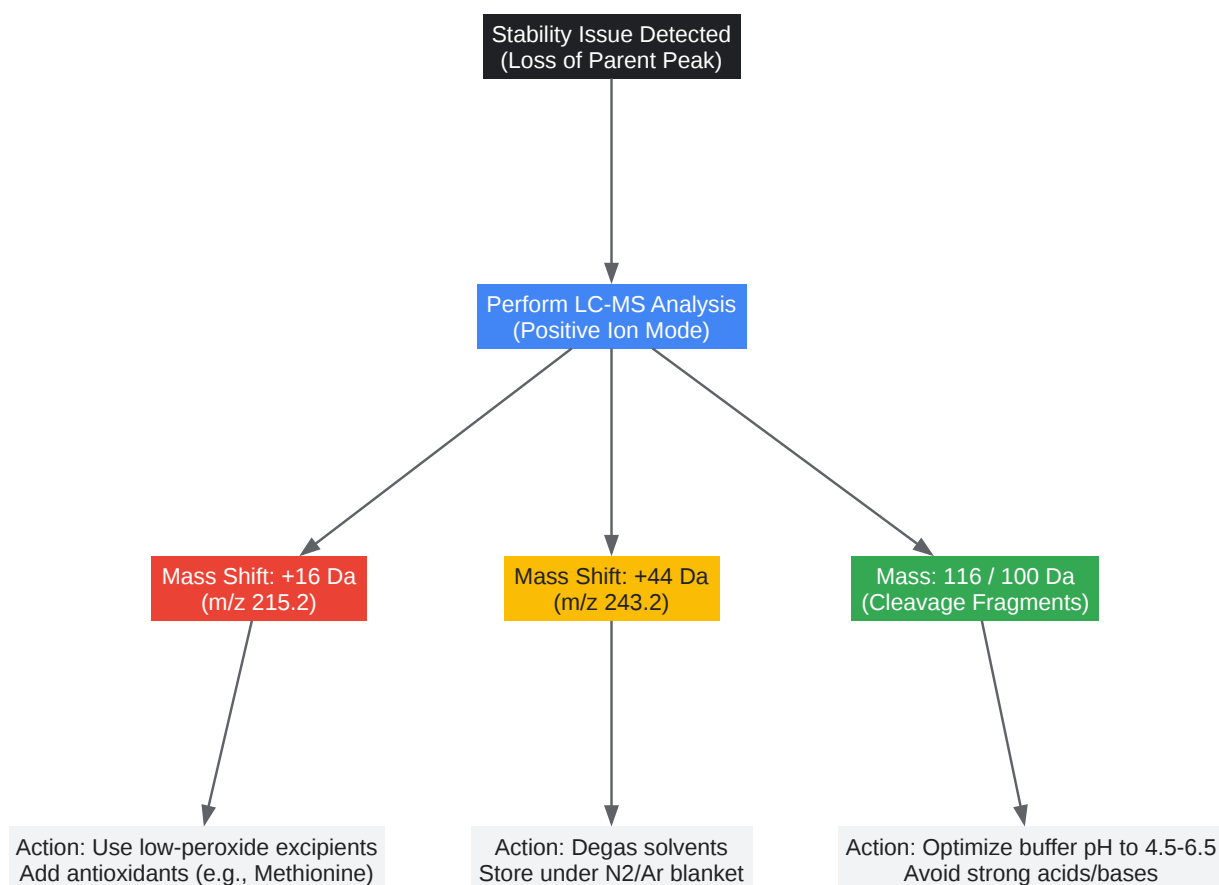 Stability Issue Detected
(Loss of Parent Peak)
Perform LC-MS Analysis
(Positive Ion Mode)
Mass Shift: +16 Da
(m/z 215.2)
Mass Shift: +44 Da
(m/z 243.2)
Mass: 116 / 100 Da
(Cleavage Fragments)
Action: Use low-peroxide excipients
Add antioxidants (e.g., Methionine)
Action: Degas solvents
Store under N2/Ar blanket
Action: Optimize buffer pH to 4.5-6.5
Avoid strong acids/bases